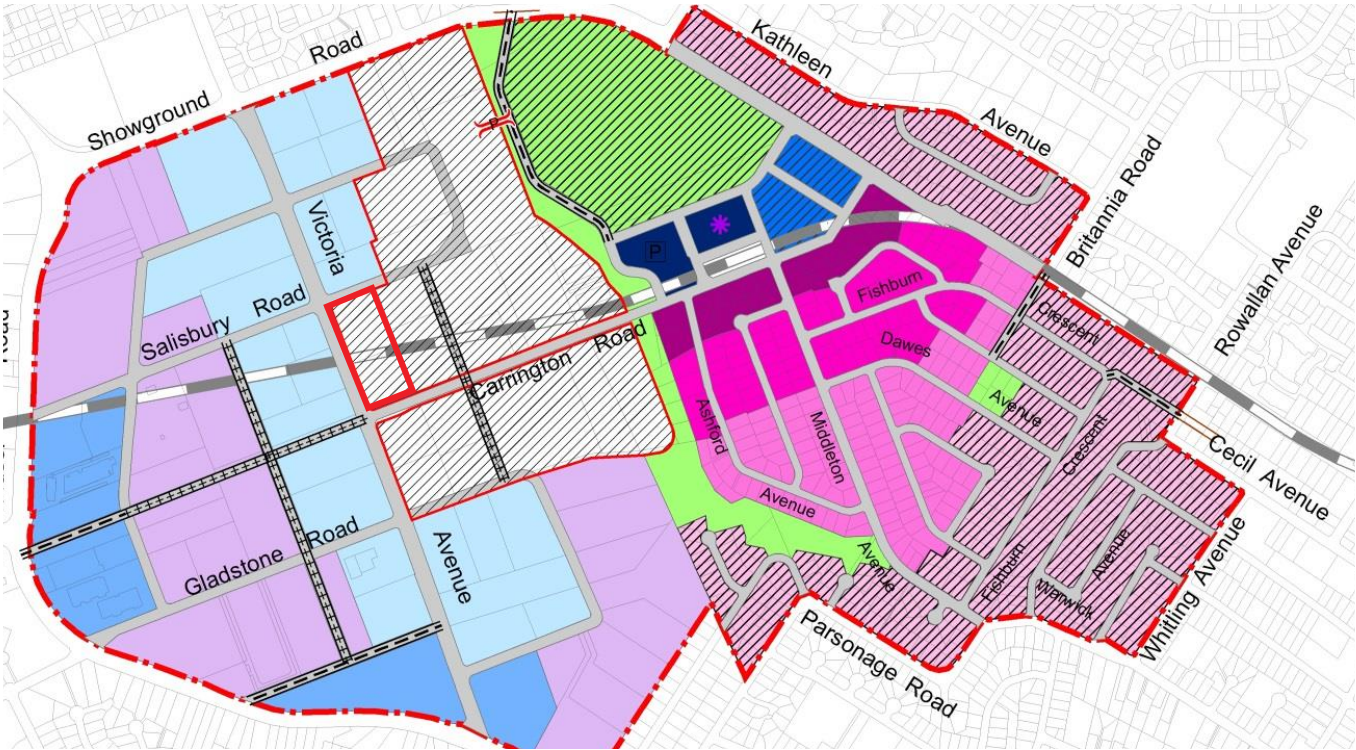 Kathleen
Avenue
Road
Showground
Britannia Road
Rowallan Avenue
Victoria
P
P
Salisbury Road
Fishburn
Crescent
Dawes
Avenue
Carrington Road
Ashford
Middleton
Crescent
Cecil Avenue
Avenue
Gladstone Road
Avenue
Avenue
Fishburn
Avenue
Warwick
Whitling Avenue
Parsonage Road